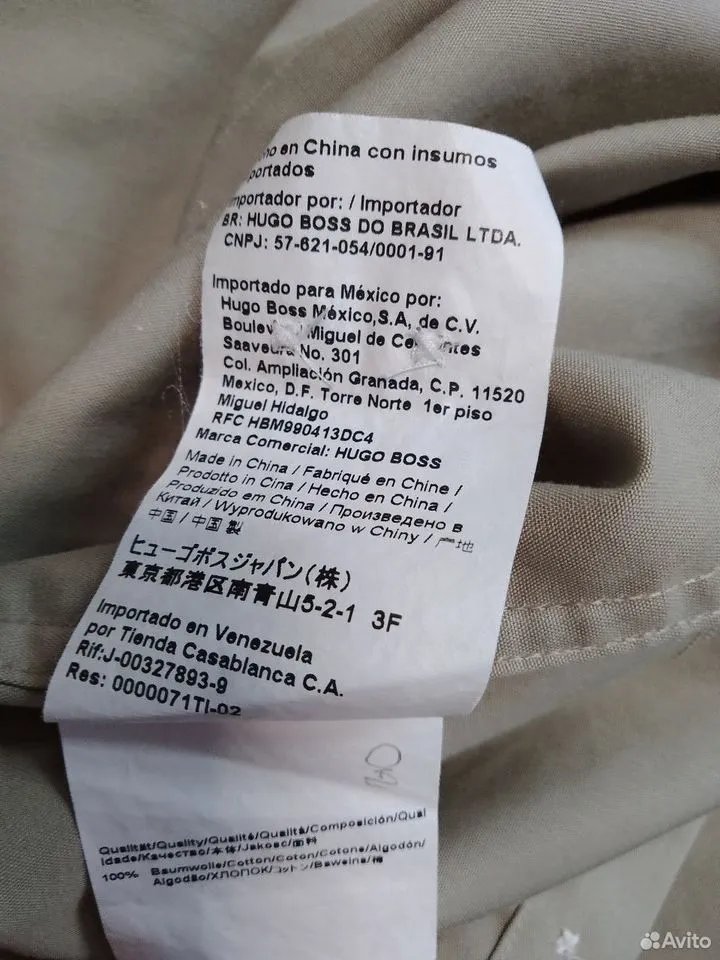 en China con insumos
Importador por: / Importador
BR: HUGO BOSS DO BRASIL LTDA.
CNPJ: 57-621-054/0001-91
Importado para México por:
Hugo Boss México,S.A, de C.V.
Miguel de
No. 301
Col. Ampliación Granada, C.P. 11520
Mexico, D.F. Torre Norte 1er piso
Miguel Hidalgo
RFC HBM990413DC4
Marca Comercial: HUGO BOSS
Made in China / Fabriqué en Chine /
Prodotto in Cina / Hecho en China /
Produzido em China / Произведено в
Китай / Wyprodukowano w Chiny / 产地
中国 / 中国 製
ヒューゴボスジャパン(株)
東京都港区南青山5-2-1 3F
Importado en Venezuela
por Tienda Casablanca C.A.
Rif:J-00327893-9
Res: 0000071TI-02
Qualität/Quality/Qualité/Qualità/Composición/Qual
idade/Качество/本体/Jakosc/面料
100% Baumwolle/Cotton/Coton/Cotone/Algodón/
Algodão/ХЛОПОК/コットン/Bawelna/棉
Avito